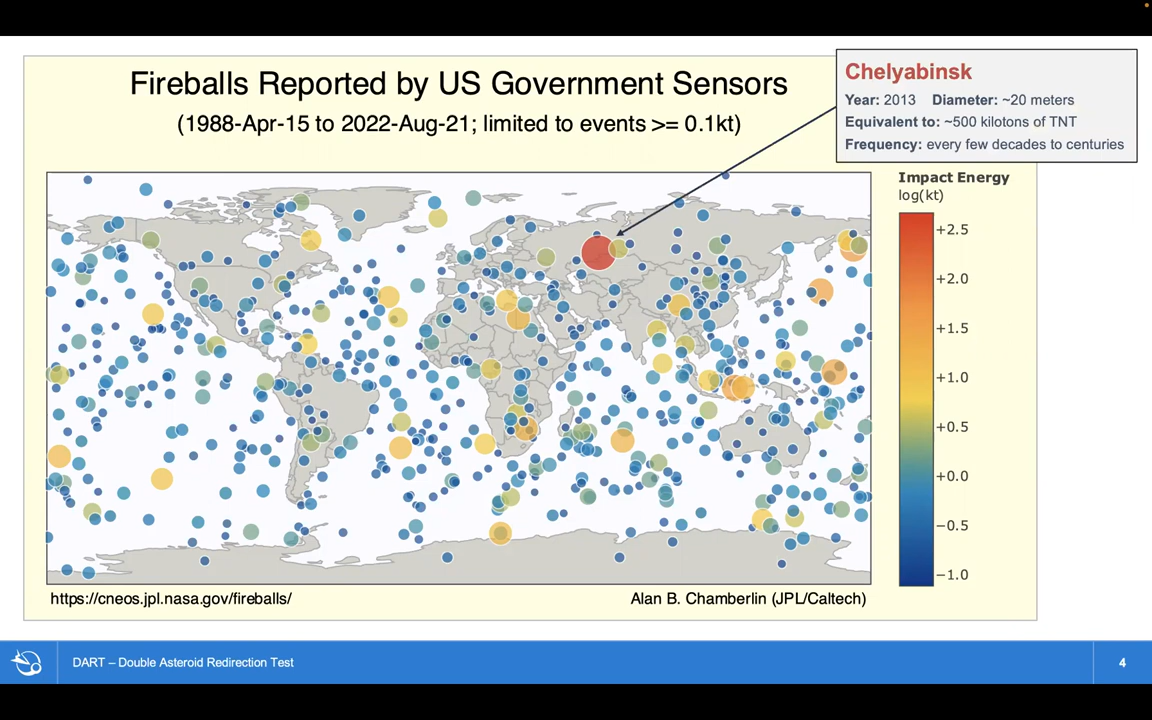 Fireballs Reported by US Government Sensors
(1988-Apr-15 to 2022-Aug-21; limited to events >= 0.1kt)
Chelyabinsk
Year: 2013 Diameter: ~20 meters
Equivalent to: ~500 kilotons of TNT
Frequency: every few decades to centuries
Impact Energy
log(kt)
+2.5
+2.0
+1.5
+1.0
+0.5
+0.0
−0.5
−1.0
https://cneos.jpl.nasa.gov/fireballs/
Alan B. Chamberlin (JPL/Caltech)
DART – Double Asteroid Redirection Test
4